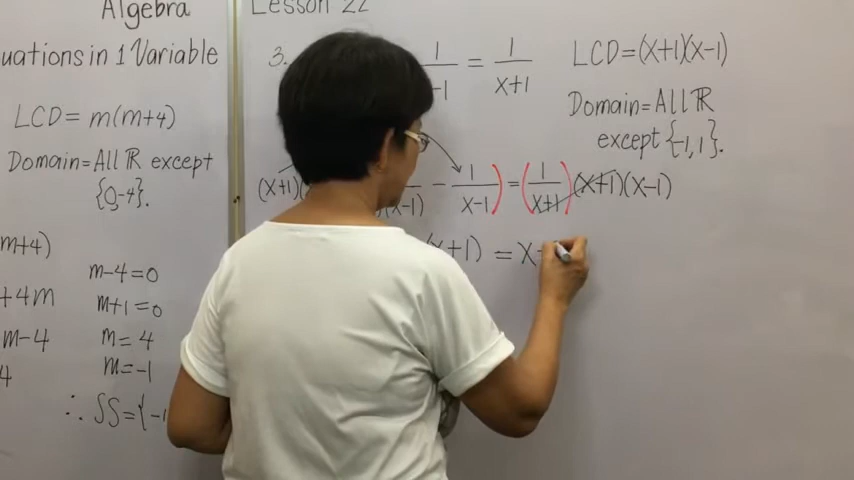 Algebra
uations in 1 Variable
LCD= m(m+4)
Domain=All ℝ except
{0,-4}.
m+4)
+4m
m-4
4
m-4=0
m+1=0
m= 4
m=-1
∴ SS={-1
Lesson 22
3.
1/-1 = 1/x+1
LCD=(x+1)(x-1)
Domain=All ℝ
except {-1,1}.
(x+1)( (x-1) - 1/x-1) = (1/x+1) (x+1)(x-1)
(x+1) = x-